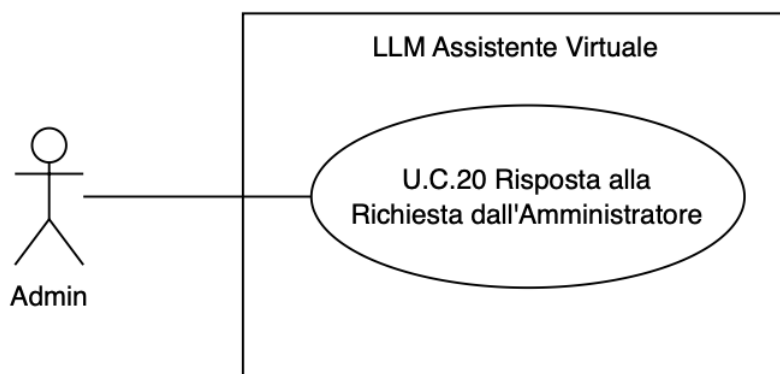 LLM Assistente Virtuale
U.C.20 Risposta alla
Richiesta dall'Amministratore
Admin